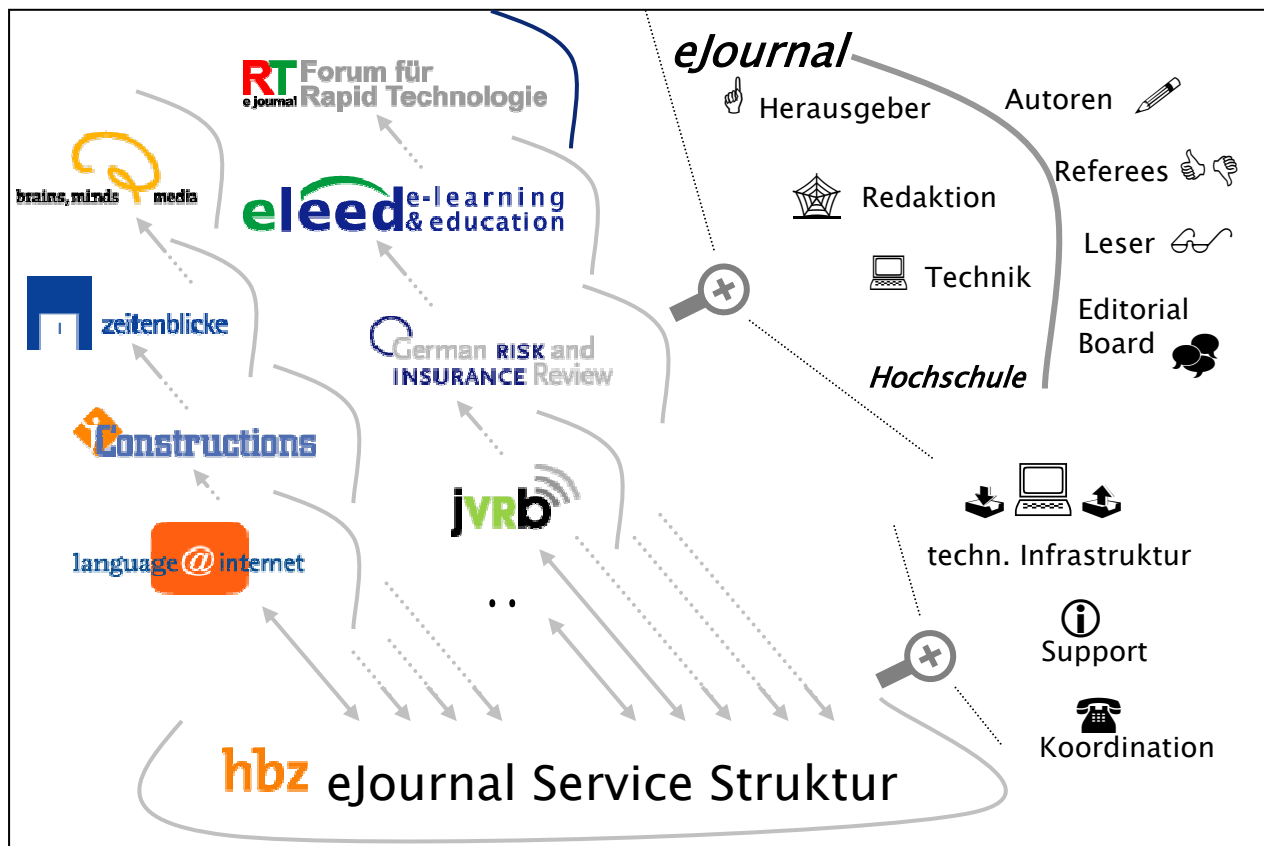 RT Forum für
e journal Rapid Technologie
brains, minds media
eleed e-learning
& education
zeitenblicke
German RISK and
INSURANCE Review
Constructions
jVRb
language @ internet
..
hbz eJournal Service Struktur
eJournal
Herausgeber
Autoren
Referees
Redaktion
Leser
Technik
Editorial
Board
Hochschule
techn. Infrastruktur
Support
Koordination